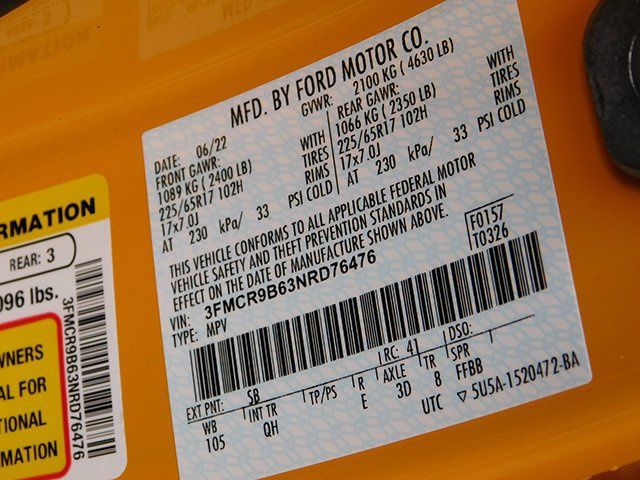 MFD. BY FORD MOTOR CO.
DATE: 06/22
GVWR: 2100 KG ( 4630 LB)
FRONT GAWR:
1089 KG ( 2400 LB)
WITH
225/65R17 102H
TIRES
17x7.0J
RIMS
AT 230 kPa/ 33 PSI COLD
REAR GAWR:
1066 KG ( 2350 LB)
WITH
225/65R17 102H
TIRES
17x7.0J
RIMS
AT 230 kPa/ 33 PSI COLD
THIS VEHICLE CONFORMS TO ALL APPLICABLE FEDERAL MOTOR
VEHICLE SAFETY AND THEFT PREVENTION STANDARDS IN
EFFECT ON THE DATE OF MANUFACTURE SHOWN ABOVE.
VIN: 3FMCR9B63NRD76476
TYPE: MPV
F0157
T0326
EXT PNT: SB RC: 41 DSO:
WB INT TR TP/PS R AXLE TR SPR
105 QH E 3D 8 FFBB
UTC ▽ 5U5A-1520472-BA
RMATION
REAR: 3
096 lbs.
3FMCR9B63NRD76476
WNERS
AL FOR
TIONAL
MATION